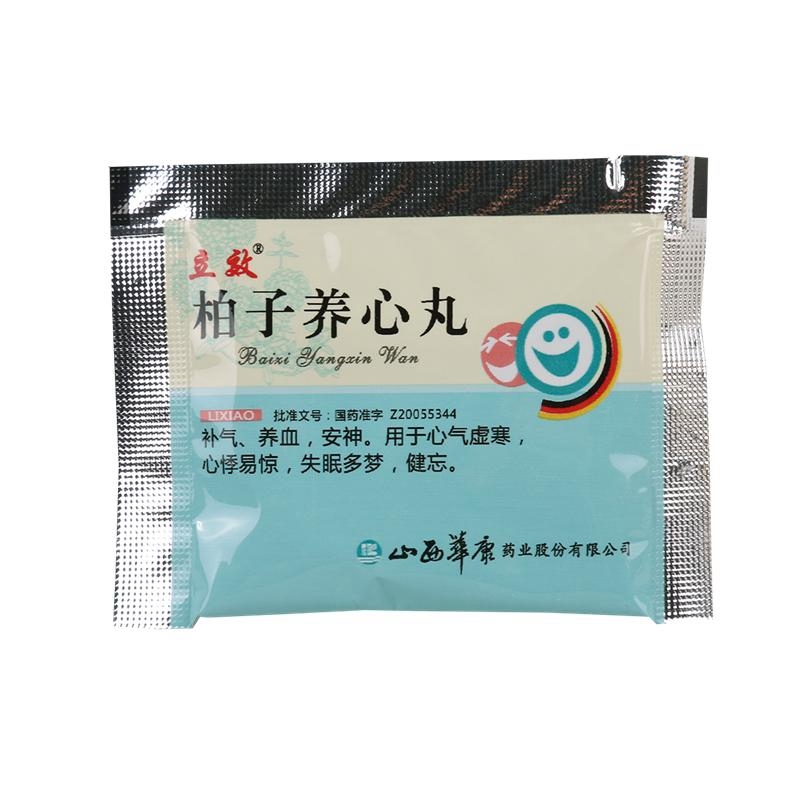 立效®
柏子养心丸
Baizi Yangxin Wan
LIXIAO 批准文号：国药准字 Z20055344
补气、养血，安神。用于心气虚寒，
心悸易惊，失眠多梦，健忘。
山西华康药业股份有限公司